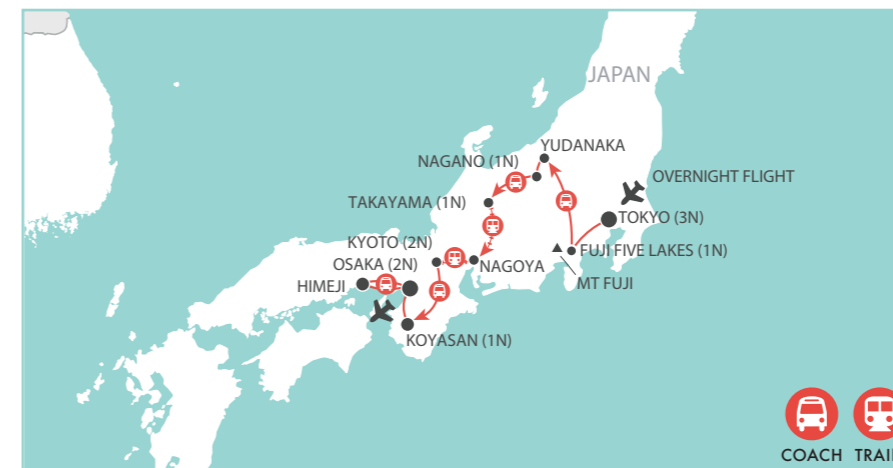 JAPAN
YUDANAKA
NAGANO (1N)
OVERNIGHT FLIGHT
TAKAYAMA (1N)
TOKYO (3N)
KYOTO (2N)
FUJI FIVE LAKES (1N)
OSAKA (2N)
NAGOYA
HIMEJI
MT FUJI
KOYASAN (1N)
COACH TRAI